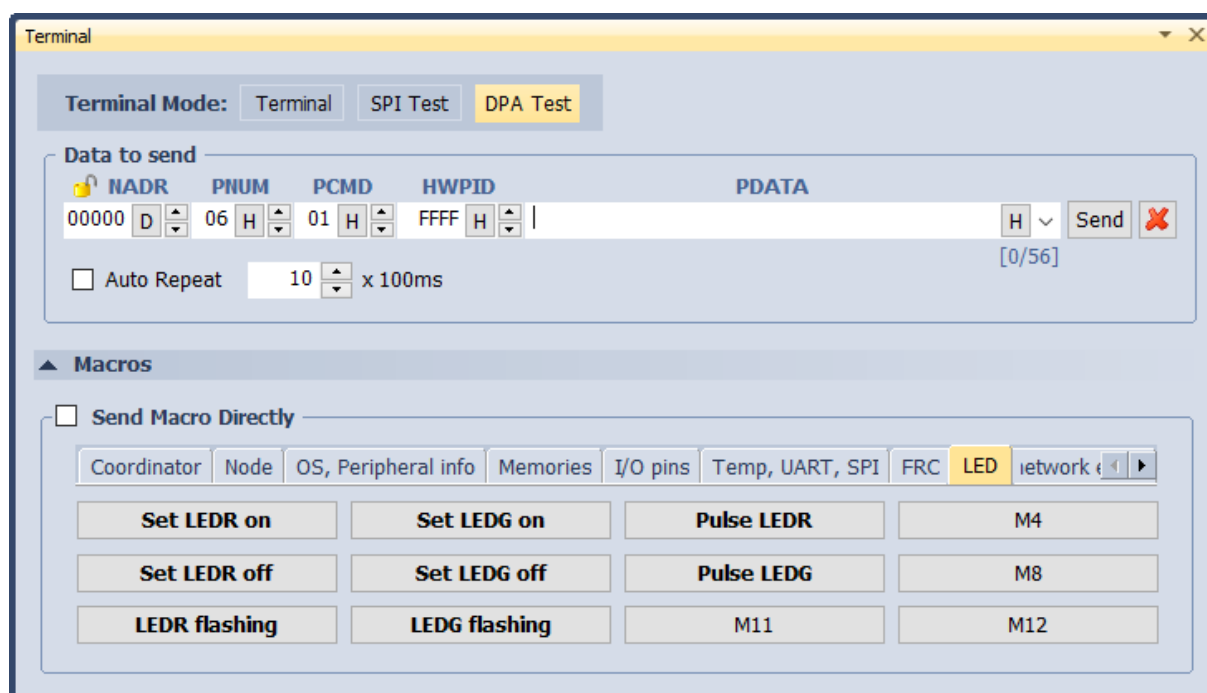 Terminal
Terminal Mode: Terminal SPI Test DPA Test
Data to send
NADR PNUM PCMD HWPID PDATA
00000 D 06 H 01 H FFFF H H Send
[0/56]
Auto Repeat 10 x 100ms
Macros
Send Macro Directly
Coordinator Node OS, Peripheral info Memories I/O pins Temp, UART, SPI FRC LED
Set LEDR on Set LEDG on Pulse LEDR M4
Set LEDR off Set LEDG off Pulse LEDG M8
LEDR flashing LEDG flashing M11 M12